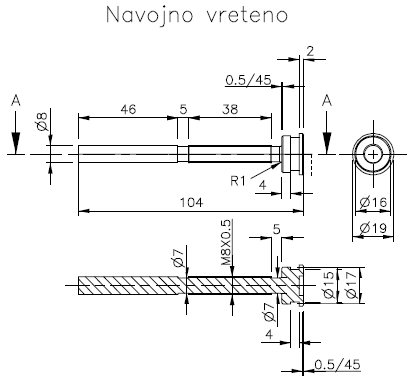 Navojno vreteno
2
0.5/45
A
46
5
38
A
Ø8
R1
4
104
Ø16
Ø19
Ø7
M8X0.5
5
Ø7
Ø15
Ø17
4
0.5/45